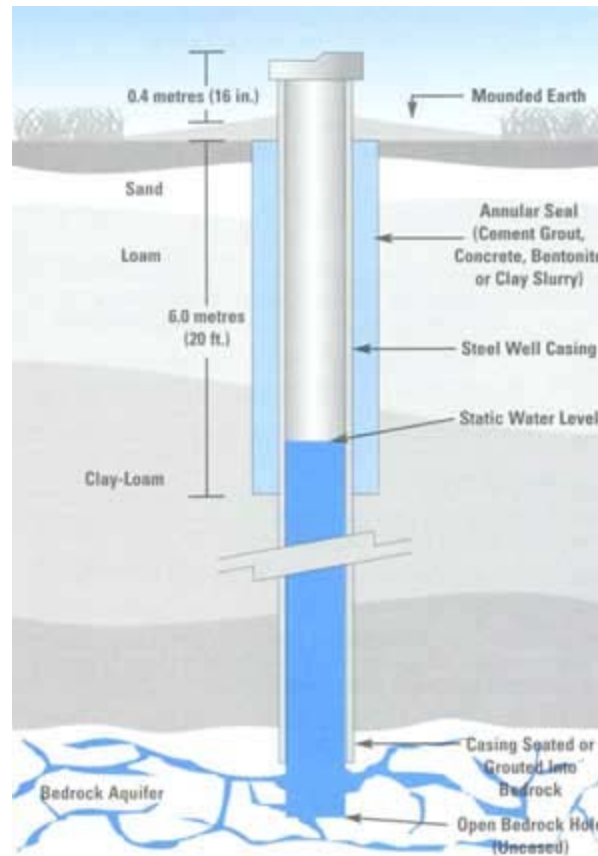 0.4 metres (16 in.)
Mounded Earth
Sand
Annular Seal
(Cement Grout,
Concrete, Bentonite
or Clay Slurry)
Loam
6.0 metres
(20 ft.)
Steel Well Casing
Static Water Level
Clay-Loam
Casing Seated or
Grouted Into
Bedrock
Bedrock Aquifer
Open Bedrock Hole
(Uncased)